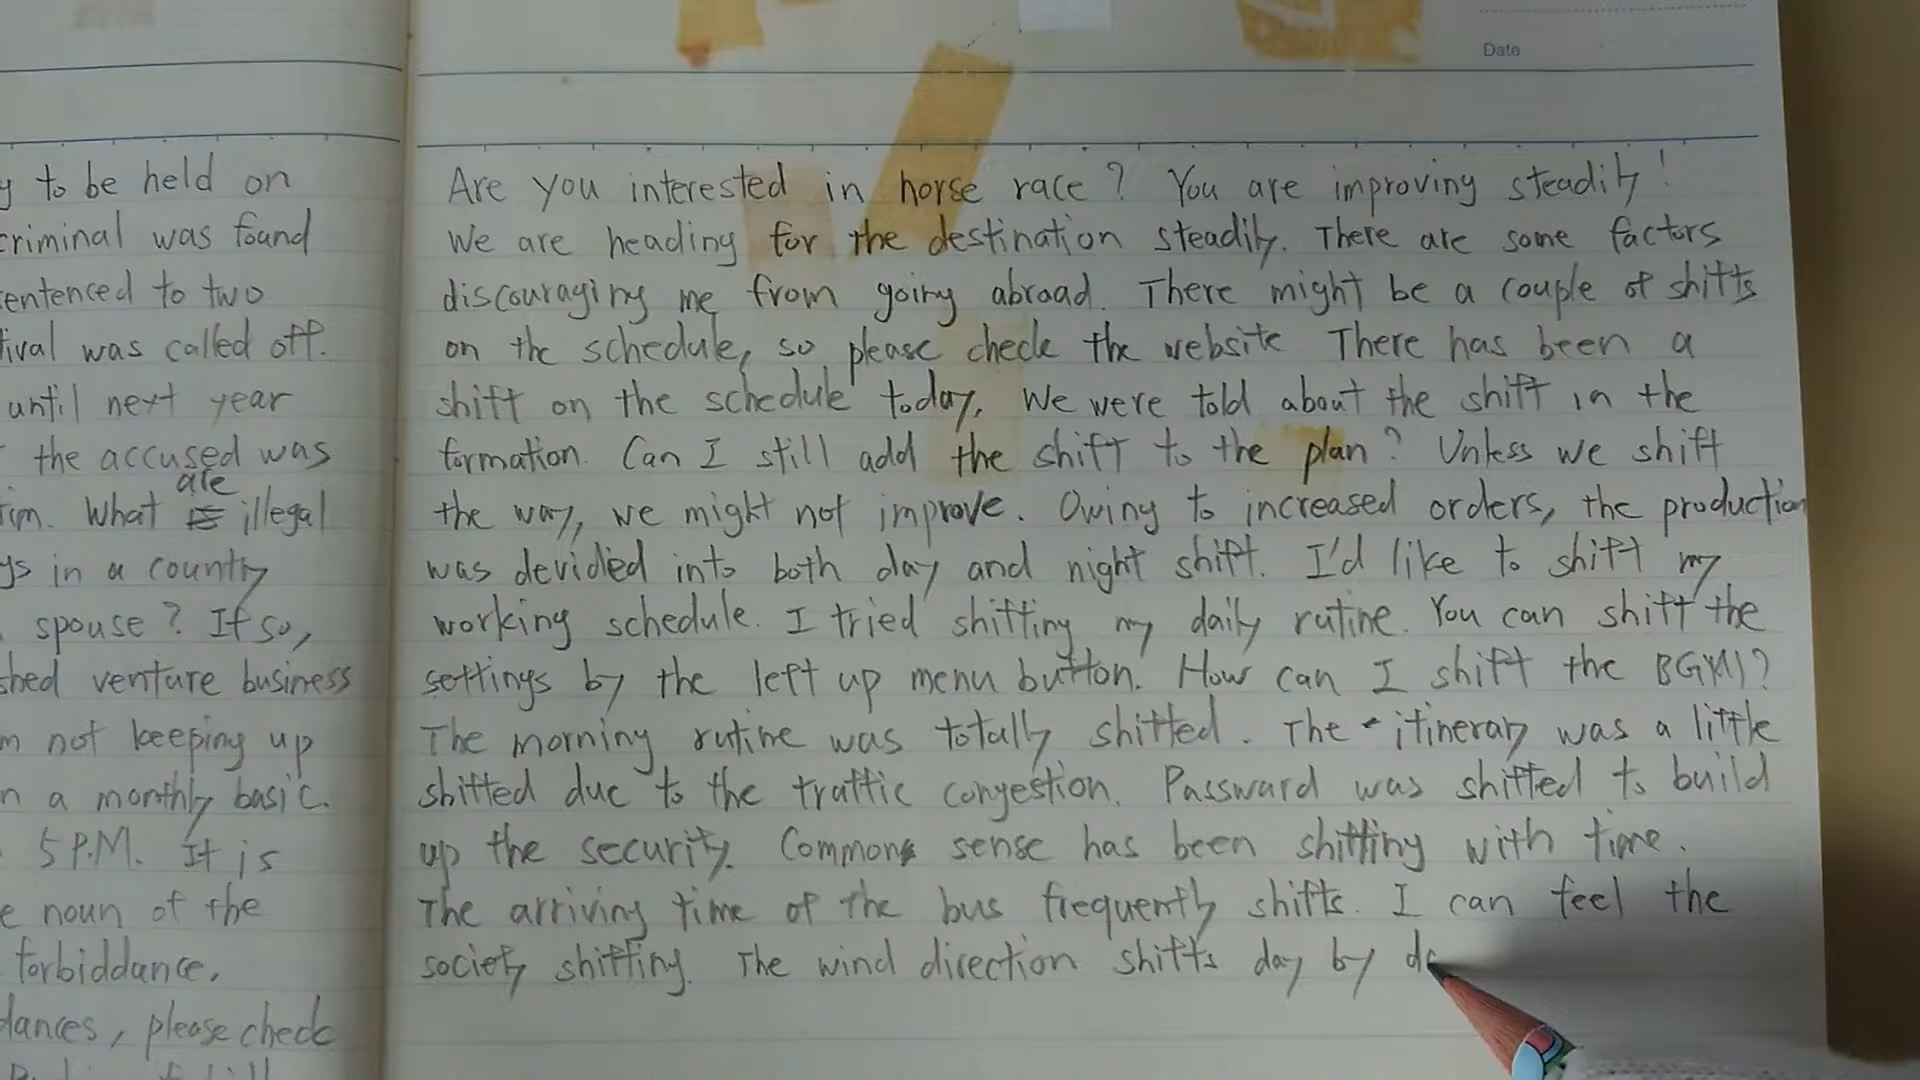 y to be held on
criminal was found
sentenced to two
was called off.
until next year
the accused was
are
What is illegal
in a country
spouse? If so,
venture business
not keeping up
a monthly basic.
5 P.M. It is
noun of the
forbiddance.
, please check
Date
Are you interested in horse race? You are improving steadily!
We are heading for the destination steadily. There are some factors
discouraging me from going abroad. There might be a couple of shifts
on the schedule, so please check the website There has been a
shift on the schedule today. We were told about the shift in the
formation. Can I still add the shift to the plan? Unless we shift
the way, we might not improve. Owing to increased orders, the production
was devided into both day and night shift. I'd like to shift my
working schedule. I tried shifting my daily rutine. You can shift the
settings by the left up menu button. How can I shift the BGM?
The morning rutine was totally shifted. The itinerary was a little
shifted due to the traffic congestion. Passward was shifted to build
up the security. Common sense has been shifting with time.
The arriving time of the bus frequently shifts. I can feel the
society shifting. The wind direction shifts day by da